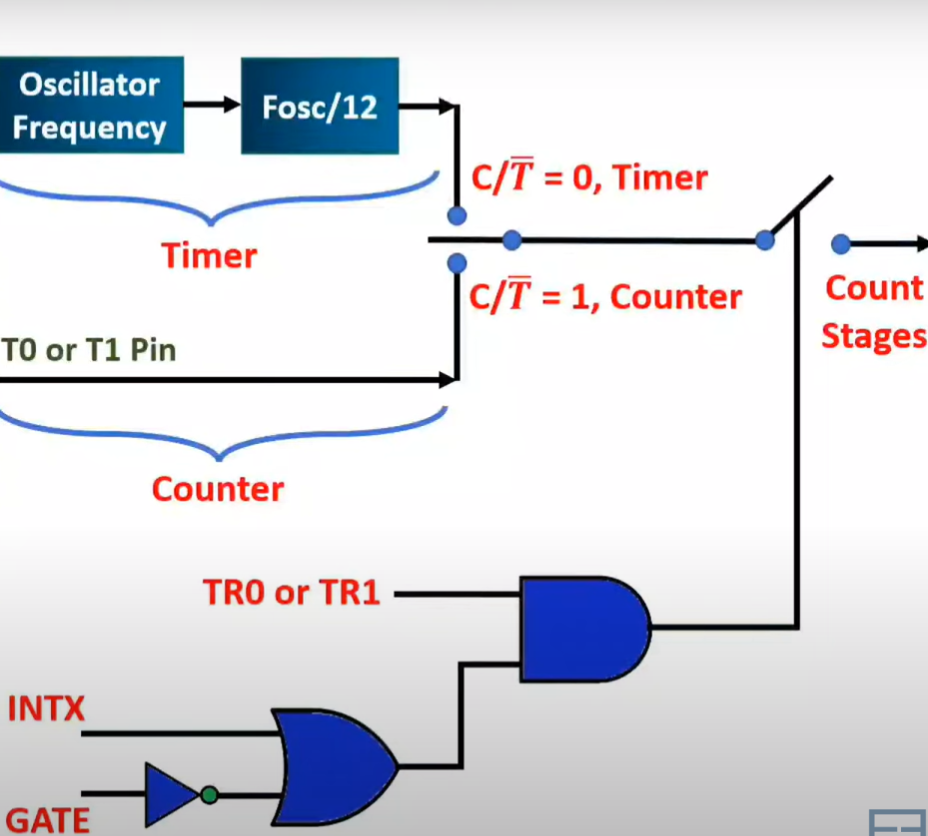 Oscillator
Frequency
Fosc/12
C/T̅ = 0, Timer
Timer
C/T̅ = 1, Counter
Count
Stages
T0 or T1 Pin
Counter
TR0 or TR1
INTX
GATE